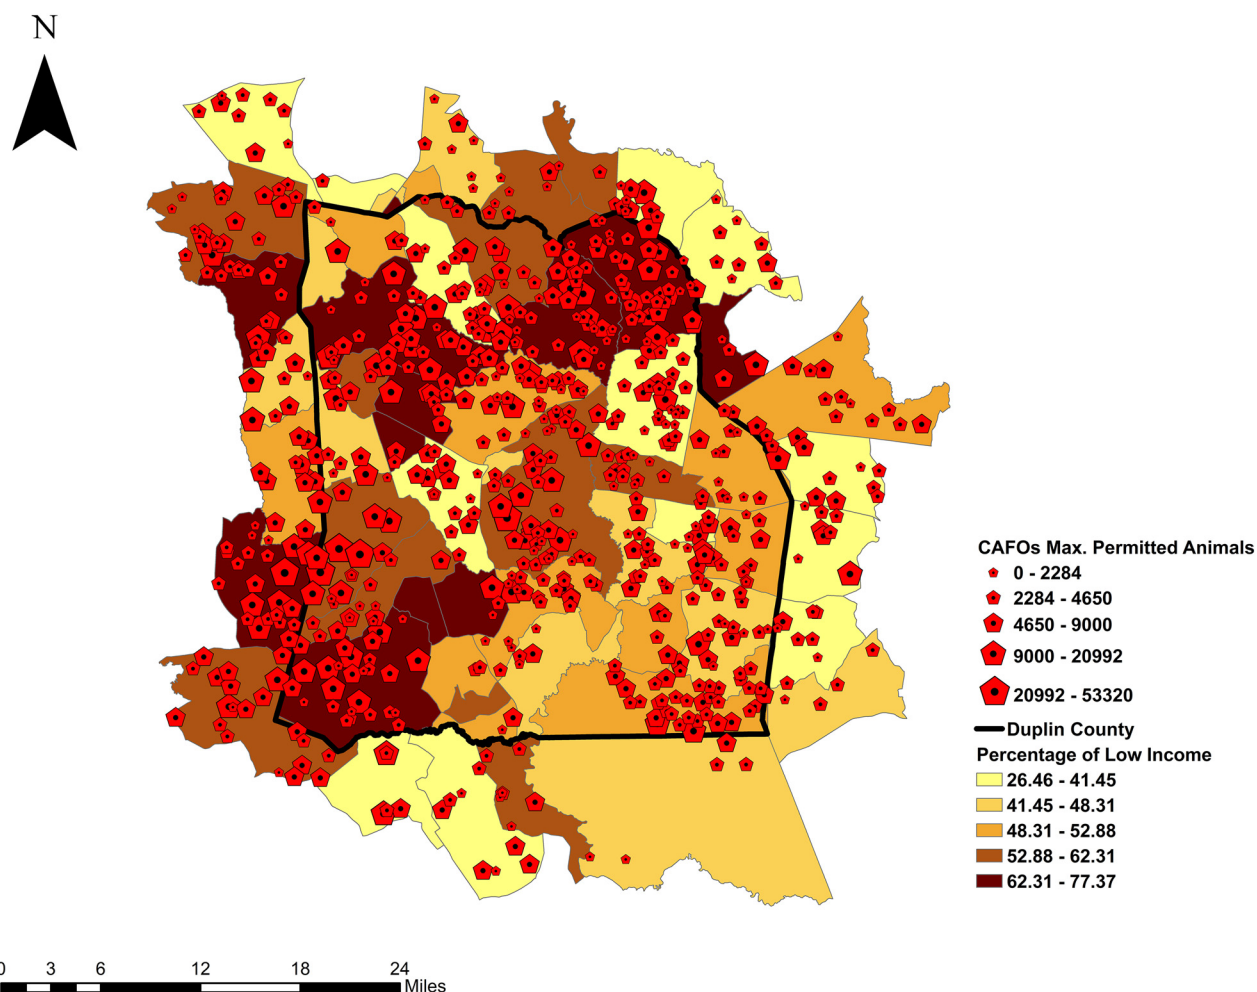 N
CAFOs Max. Permitted Animals
0 - 2284
2284 - 4650
4650 - 9000
9000 - 20992
20992 - 53320
Duplin County
Percentage of Low Income
26.46 - 41.45
41.45 - 48.31
48.31 - 52.88
52.88 - 62.31
62.31 - 77.37
0 3 6 12 18 24
Miles